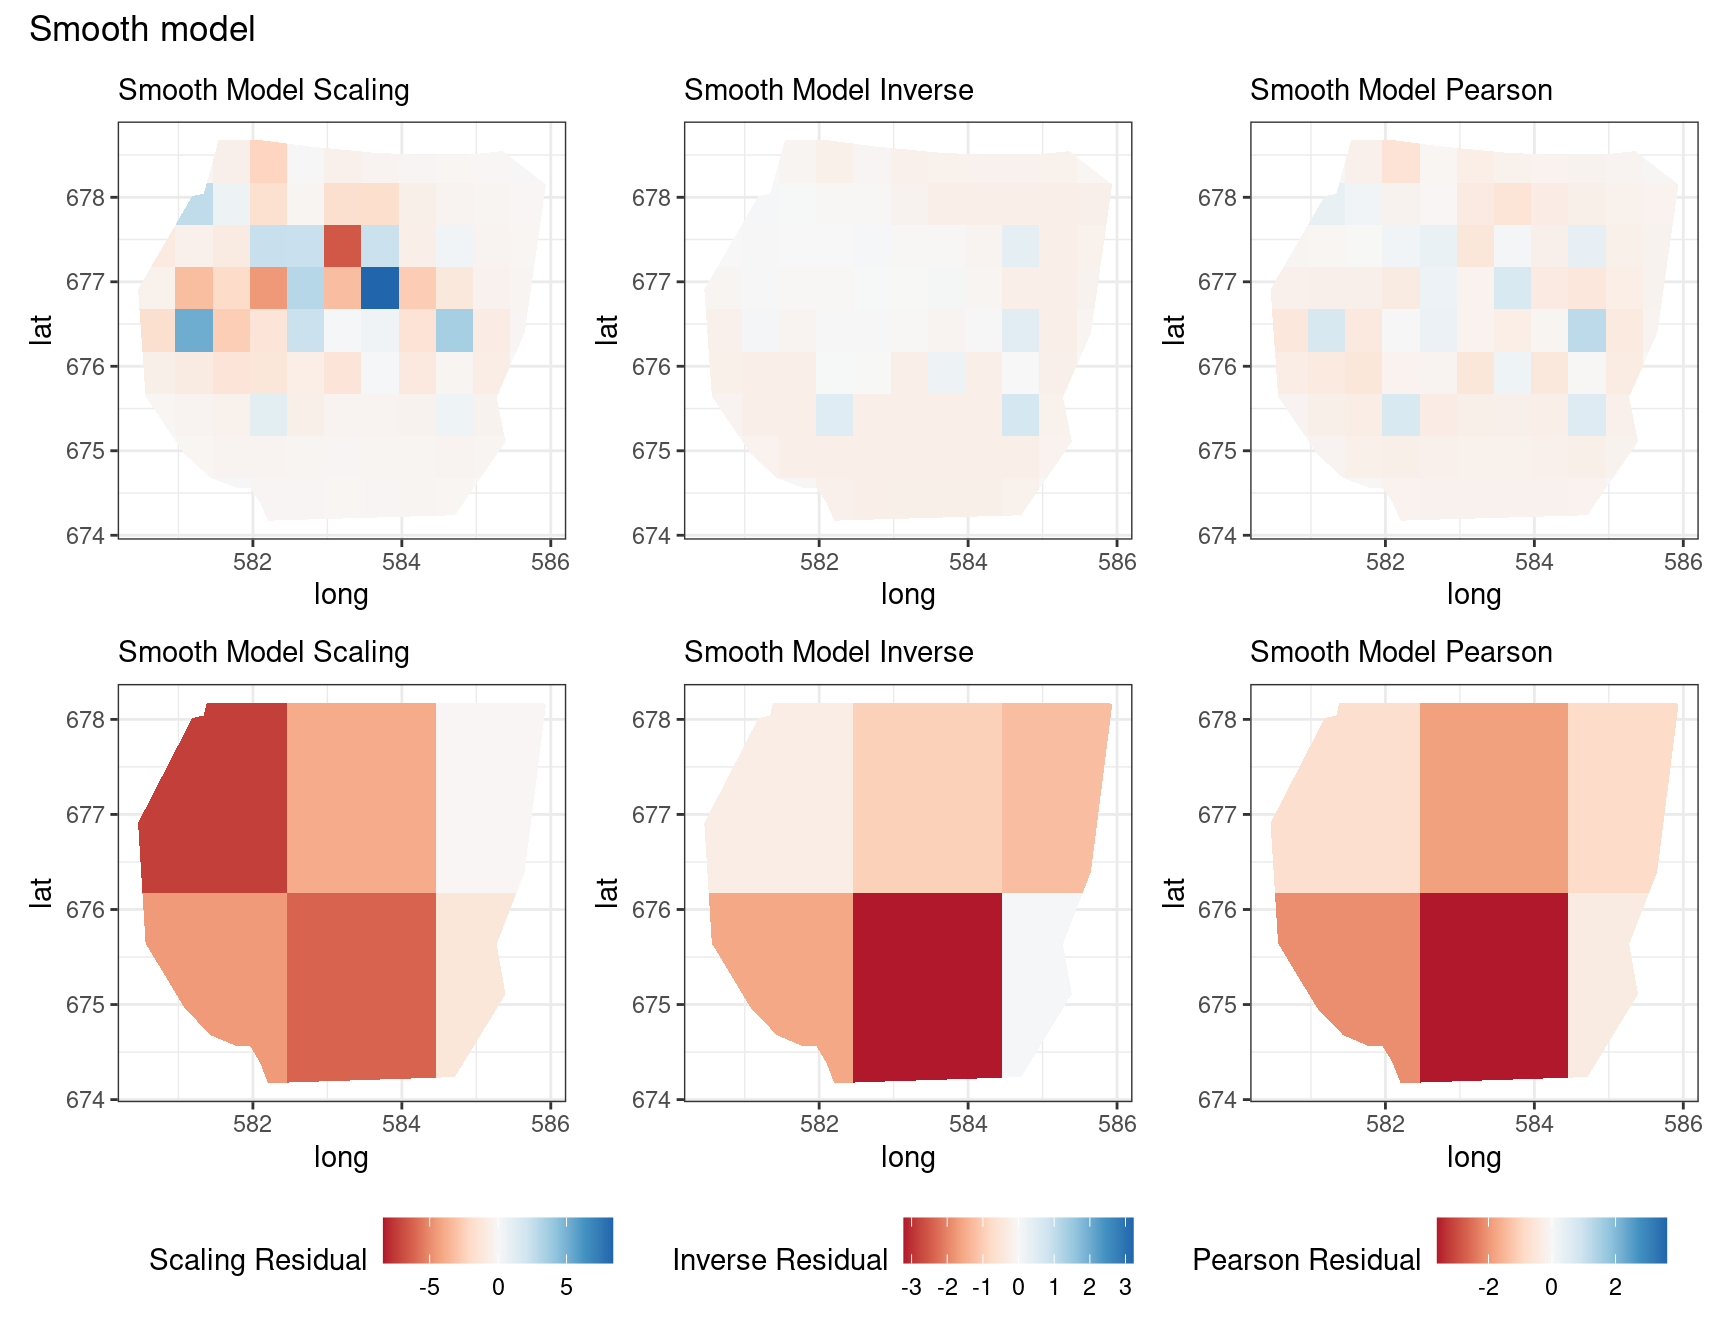 Smooth model
Smooth Model Scaling
Smooth Model Inverse
Smooth Model Pearson
678
677
676
675
674
lat
582
584
586
long
678
677
676
675
674
lat
582
584
586
long
678
677
676
675
674
lat
582
584
586
long
Smooth Model Scaling
Smooth Model Inverse
Smooth Model Pearson
678
677
676
675
674
lat
582
584
586
long
678
677
676
675
674
lat
582
584
586
long
678
677
676
675
674
lat
582
584
586
long
Scaling Residual
-5
0
5
Inverse Residual
-3
-2
-1
0
1
2
3
Pearson Residual
-2
0
2